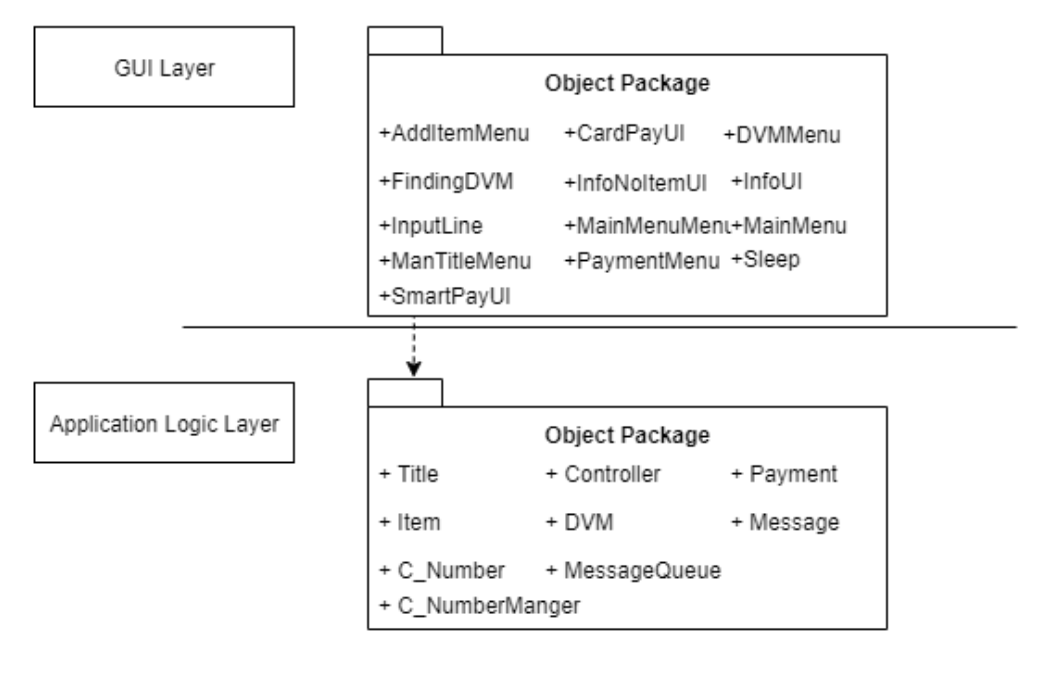 GUI Layer
Object Package
+AddItemMenu +CardPayUI +DVMMenu
+FindingDVM +InfoNoItemUI +InfoUI
+InputLine +MainMenuMenu +MainMenu
+ManTitleMenu +PaymentMenu +Sleep
+SmartPayUI
Application Logic Layer
Object Package
+ Title + Controller + Payment
+ Item + DVM + Message
+ C_Number + MessageQueue
+ C_NumberManger